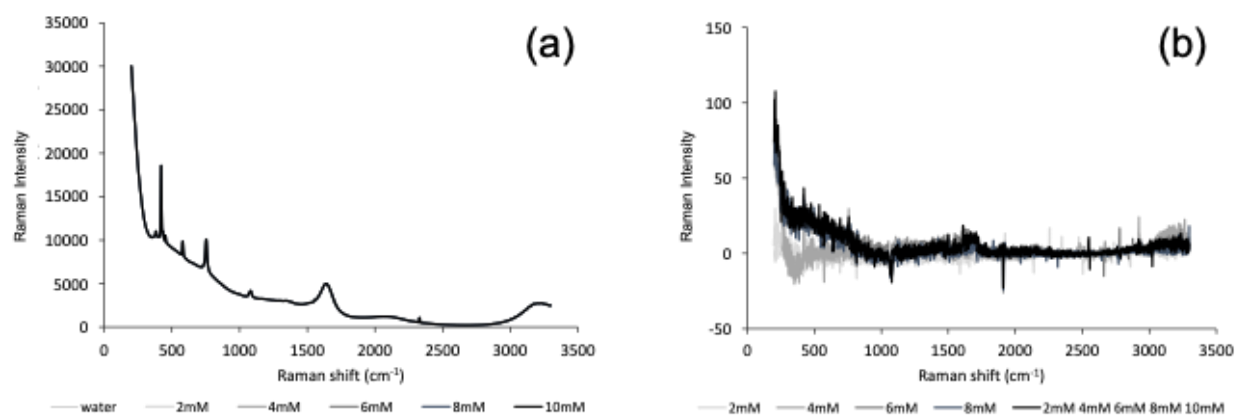 (a)
35000
30000
25000
20000
15000
10000
5000
0
Raman Intensity
0 500 1000 1500 2000 2500 3000 3500
Raman shift (cm⁻¹)
water 2mM 4mM 6mM 8mM 10mM
(b)
150
100
50
0
-50
Raman Intensity
0 500 1000 1500 2000 2500 3000 3500
Raman shift (cm⁻¹)
2mM 4mM 6mM 8mM 2mM 4mM 6mM 8mM 10mM